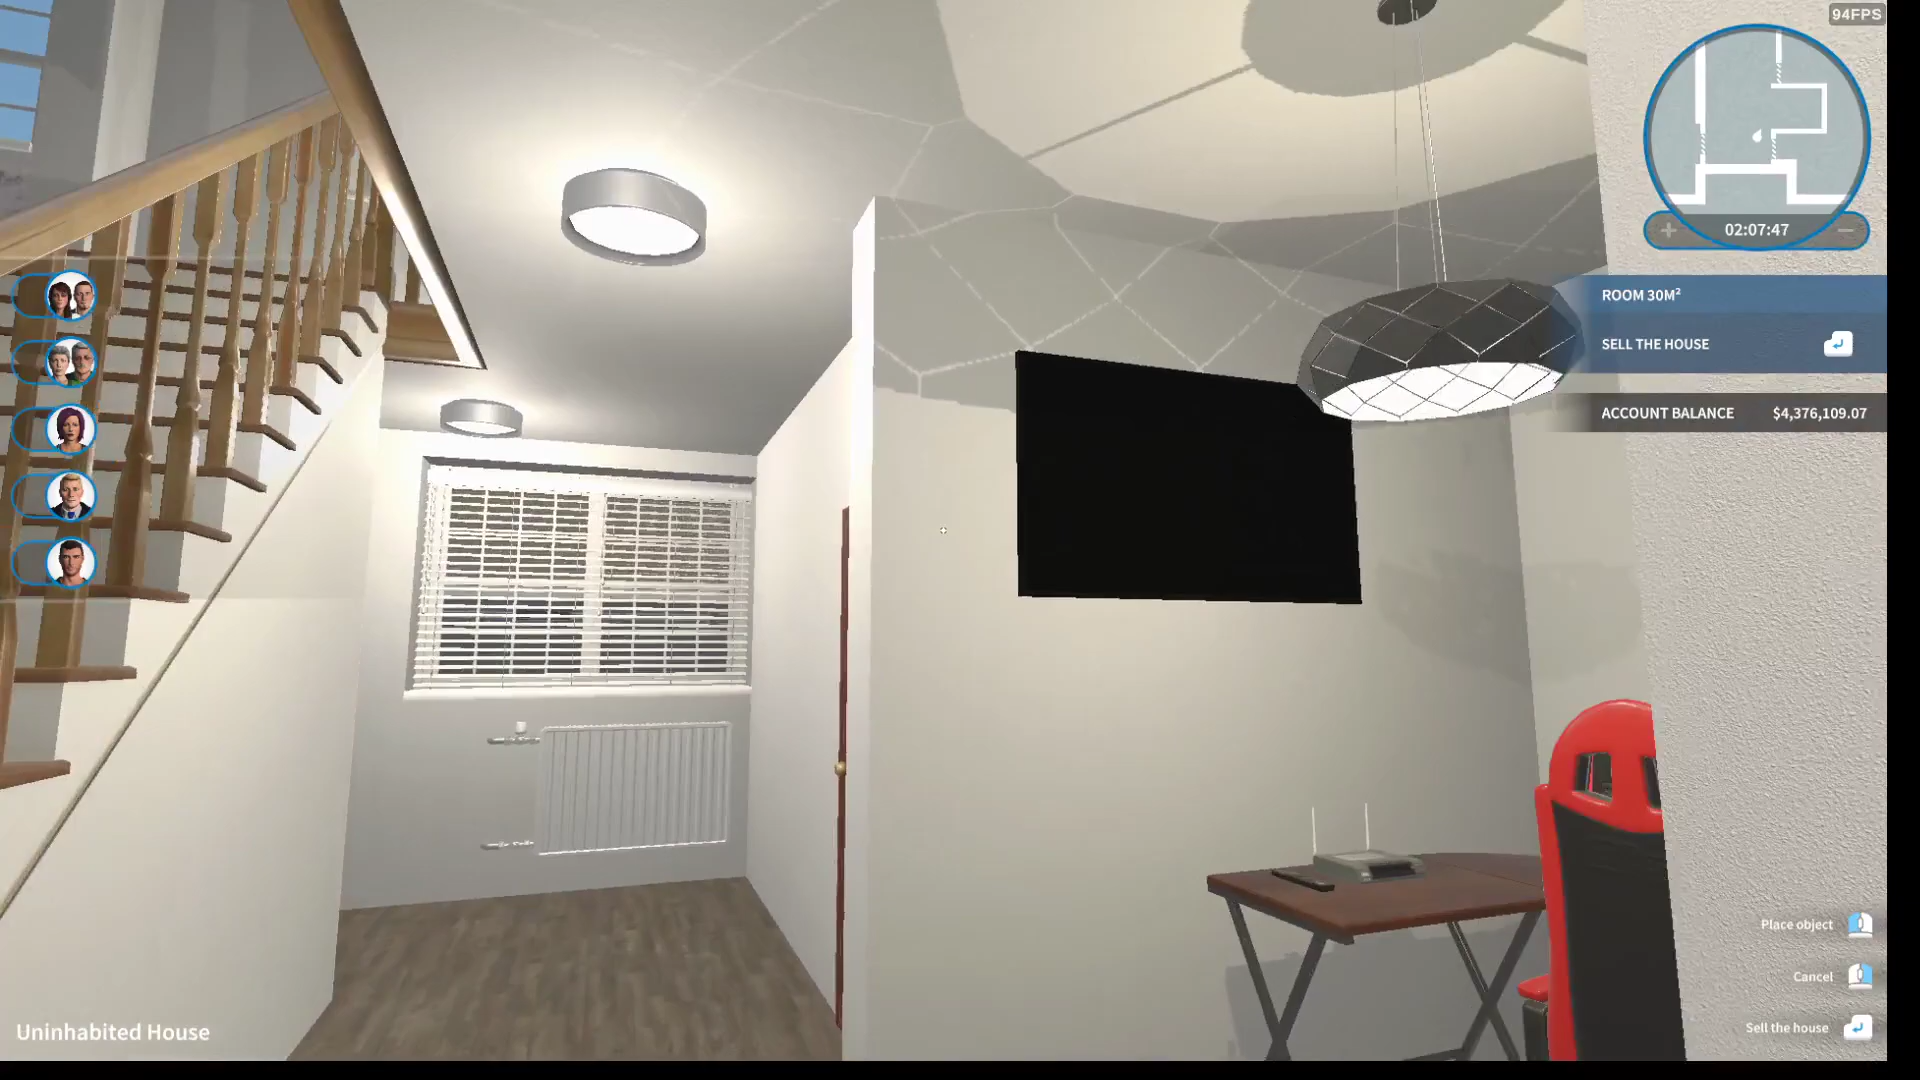 94FPS
02:07:47
ROOM 30M²
SELL THE HOUSE
ACCOUNT BALANCE $4,376,109.07
Place object
Cancel
Sell the house
Uninhabited House